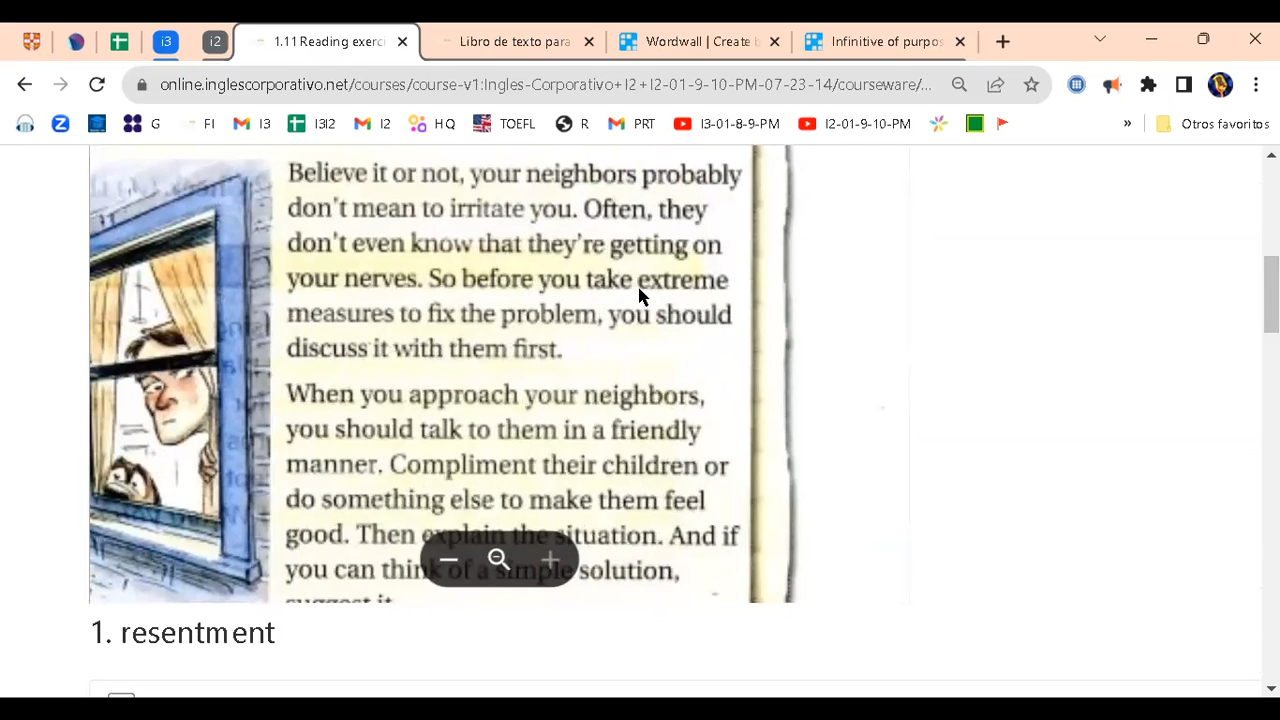 1.11 Reading exerci
Libro de texto para
Wordwall | Create b
Infinitive of purpos
online.inglescorporativo.net/courses/course-v1:Ingles-Corporativo+I2+I2-01-9-10-PM-07-23-14/courseware/...
G FI I3 I3I2 I2 HQ TOEFL R PRT I3-01-8-9-PM I2-01-9-10-PM » Otros favoritos
Believe it or not, your neighbors probably
don't mean to irritate you. Often, they
don't even know that they're getting on
your nerves. So before you take extreme
measures to fix the problem, you should
discuss it with them first.
When you approach your neighbors,
you should talk to them in a friendly
manner. Compliment their children or
do something else to make them feel
good. Then explain the situation. And if
you can think of a simple solution,
suggest it.
1. resentment